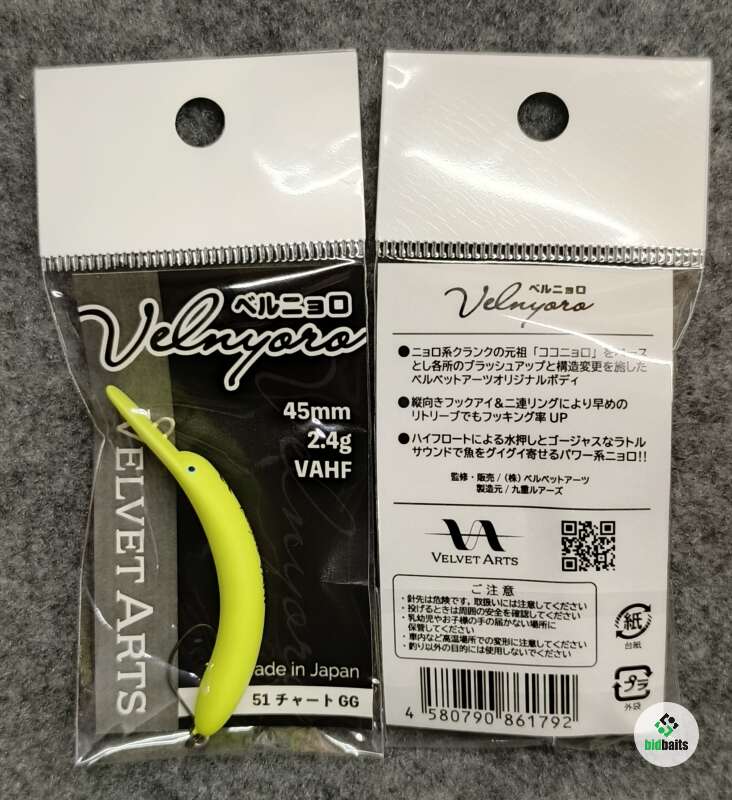 ベルニョロ
Velnyoro
45mm
2.4g
VAHF
VELVET ARTS
ade in Japan
51 チャート GG
ベルニョロ
Velnyoro
●ニョロ系クランクの元祖「ココニョロ」をベース
とし各所のブラッシュアップと構造変更を施した
ベルベットアーツオリジナルボディ
●縦向きフックアイ&二連リングにより早めの
リトリーブでもフッキング率UP
●ハイフロートによる水押しとゴージャスなラトル
サウンドで魚をグイグイ寄せるパワー系ニョロ!!
監修・販売/(株)ベルベットアーツ
製造元/九重ルアーズ
VELVET ARTS
ご注意
・針先は危険です。取扱いには注意してください
・投げるときは周囲の安全を確認してください
・乳幼児やお子様の手の届かない場所に
保管してください
・車内など高温場所での変形に注意してください
・釣り以外の目的には使用しないでください
紙
台紙
プラ
外袋
4 580790 861792
bidbaits